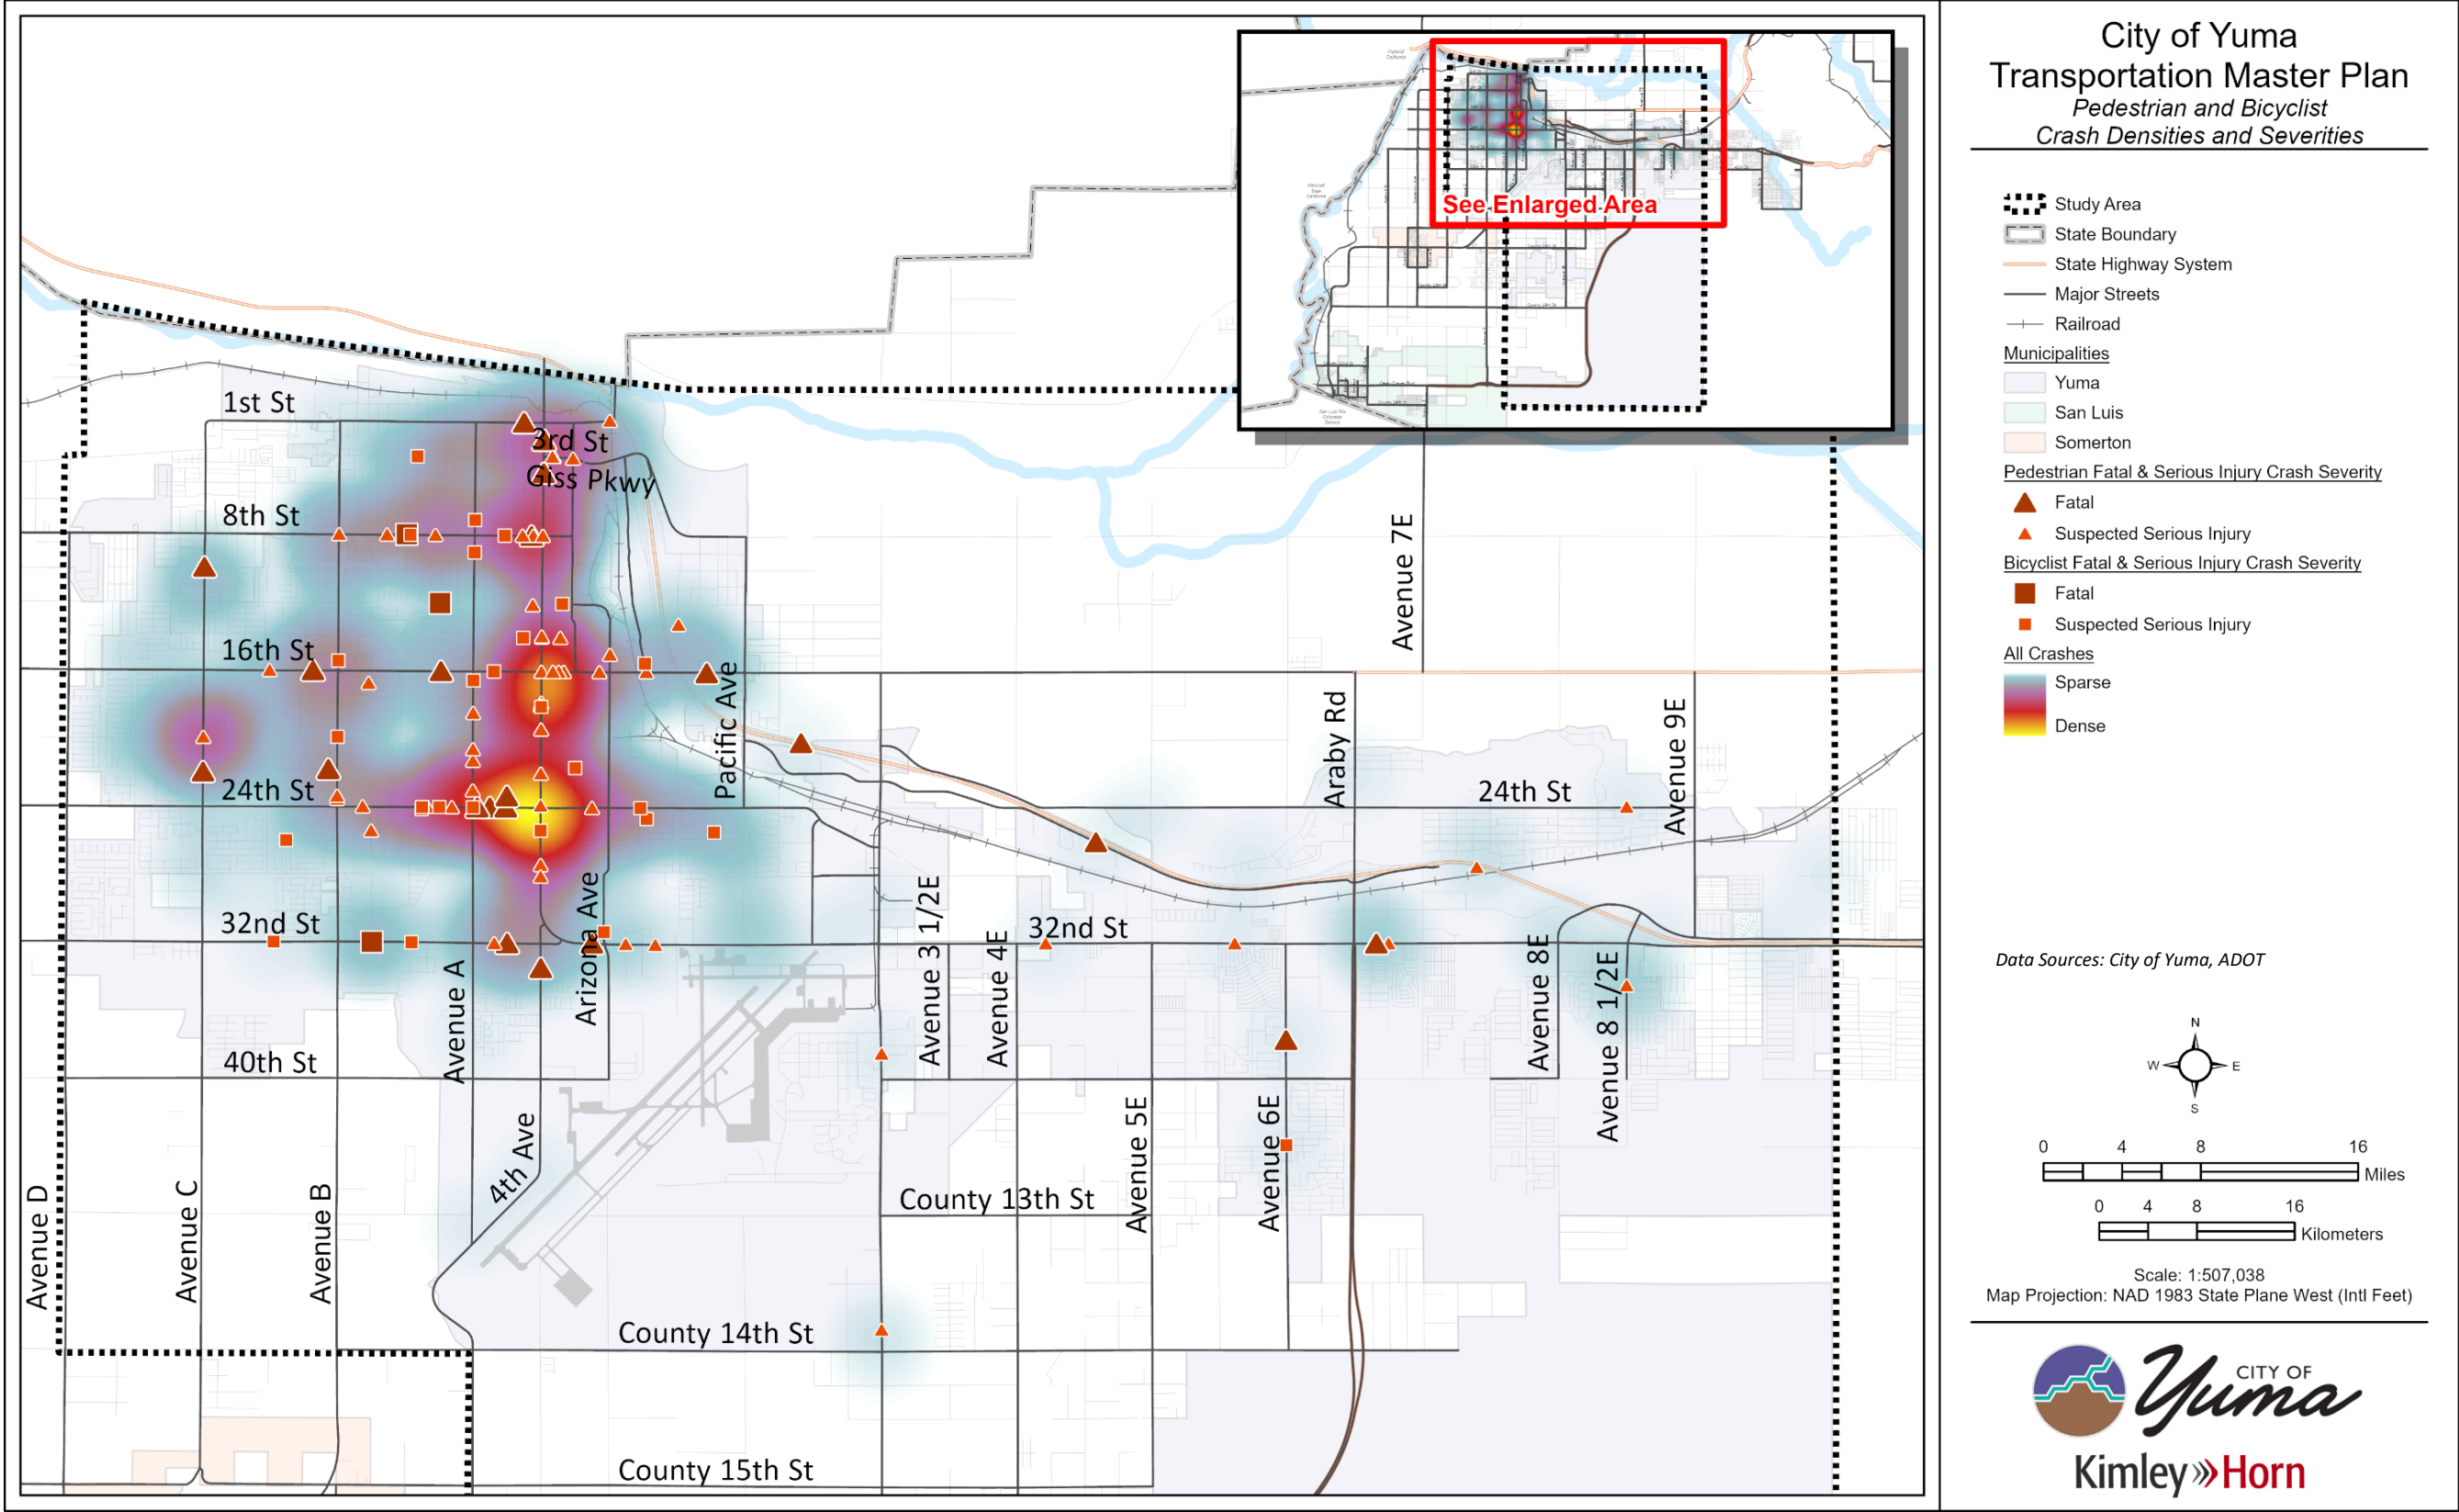 City of Yuma
Transportation Master Plan
Pedestrian and Bicyclist
Crash Densities and Severities
Study Area
State Boundary
State Highway System
Major Streets
Railroad
Municipalities
Yuma
San Luis
Somerton
Pedestrian Fatal & Serious Injury Crash Severity
Fatal
Suspected Serious Injury
Bicyclist Fatal & Serious Injury Crash Severity
Fatal
Suspected Serious Injury
All Crashes
Sparse
Dense
Data Sources: City of Yuma, ADOT
N
W E
S
0 4 8 16
Miles
0 4 8 16
Kilometers
Scale: 1:507,038
Map Projection: NAD 1983 State Plane West (Intl Feet)
CITY OF
Yuma
Kimley»Horn
See Enlarged Area
1st St
3rd St
Giss Pkwy
8th St
16th St
24th St
24th St
32nd St
32nd St
40th St
County 13th St
County 14th St
County 15th St
Avenue D
Avenue C
Avenue B
Avenue A
4th Ave
Arizona Ave
Pacific Ave
Avenue 3 1/2E
Avenue 4E
Avenue 5E
Avenue 6E
Araby Rd
Avenue 7E
Avenue 8E
Avenue 8 1/2E
Avenue 9E